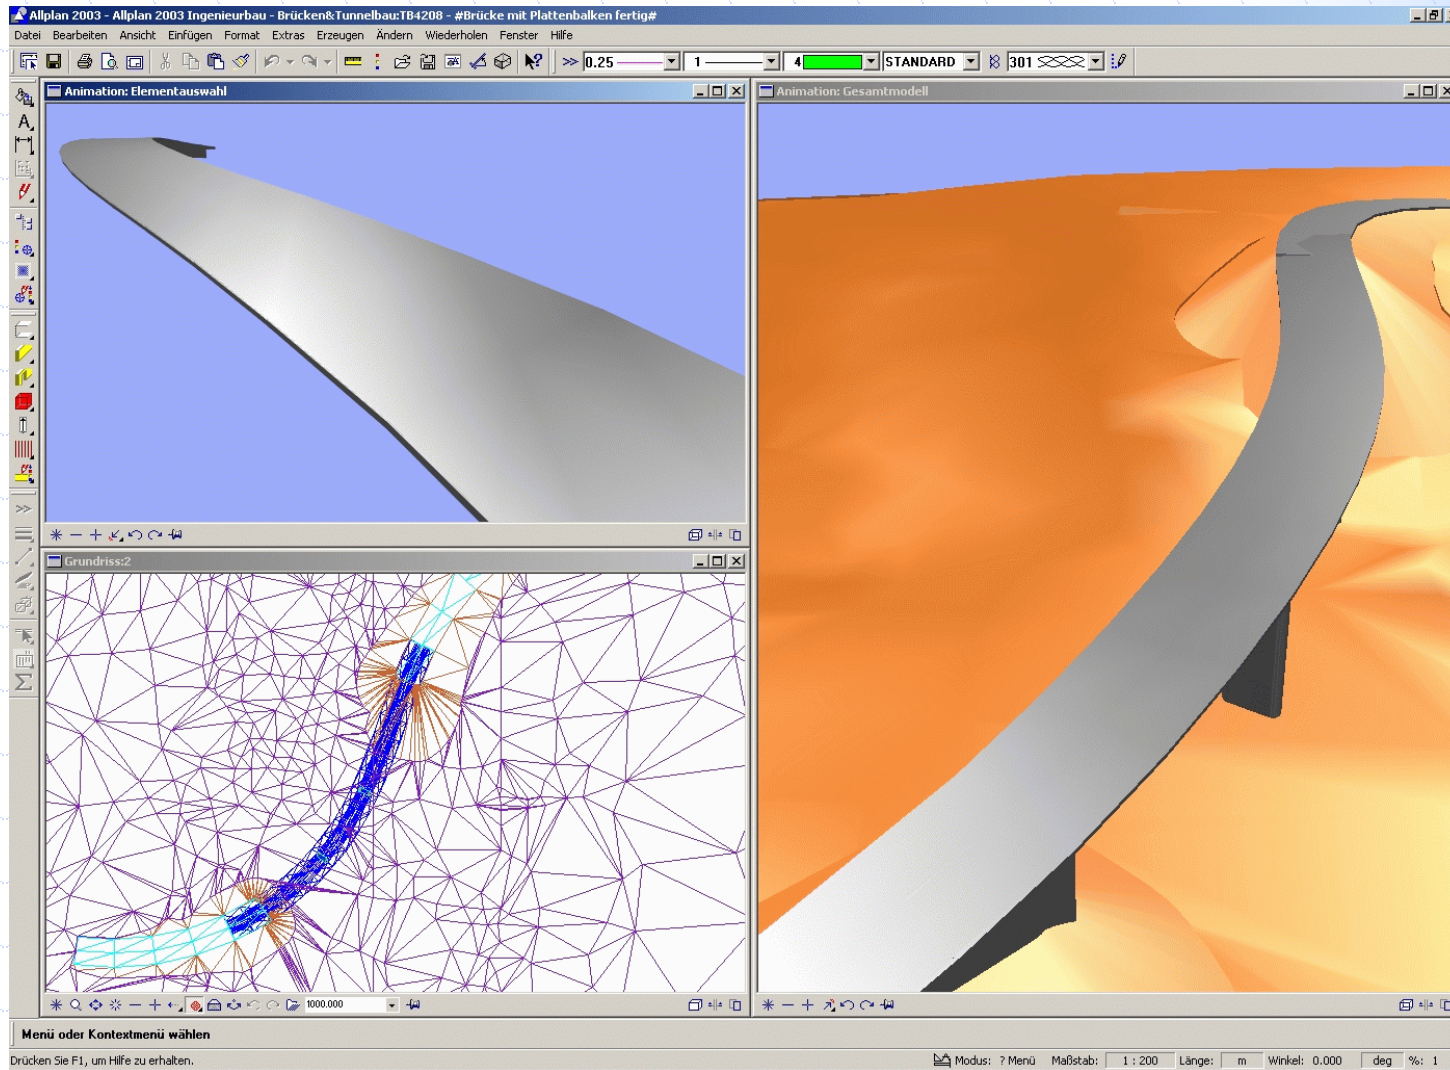 Allplan 2003 - Allplan 2003 Ingenieurbau - Brücken&Tunnelbau:TB4208 - #Brücke mit Plattenbalken fertig#
Datei Bearbeiten Ansicht Einfügen Format Extras Erzeugen Ändern Wiederholen Fenster Hilfe
0.25 1 4 STANDARD 301
Animation: Elementauswahl
Animation: Gesamtmodell
Grundriss:2
1000.000
Menü oder Kontextmenü wählen
Drücken Sie F1, um Hilfe zu erhalten. Modus: ? Menü Maßstab: 1 : 200 Länge: m Winkel: 0.000 deg %: 1